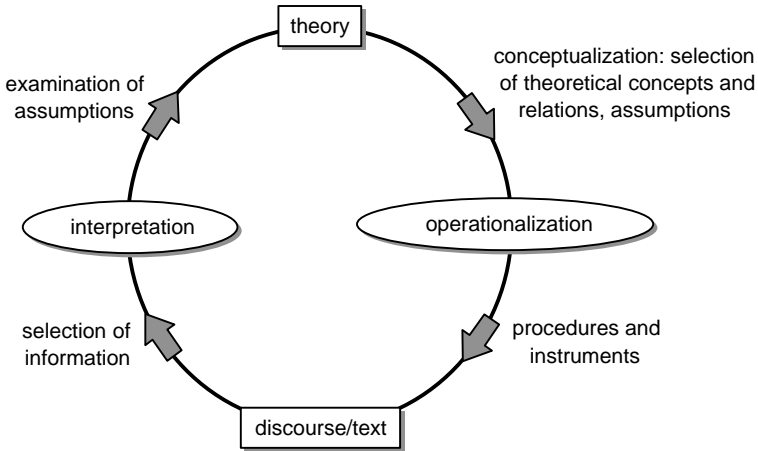 theory
conceptualization: selection
of theoretical concepts and
relations, assumptions
examination of
assumptions
interpretation
operationalization
selection of
information
procedures and
instruments
discourse/text